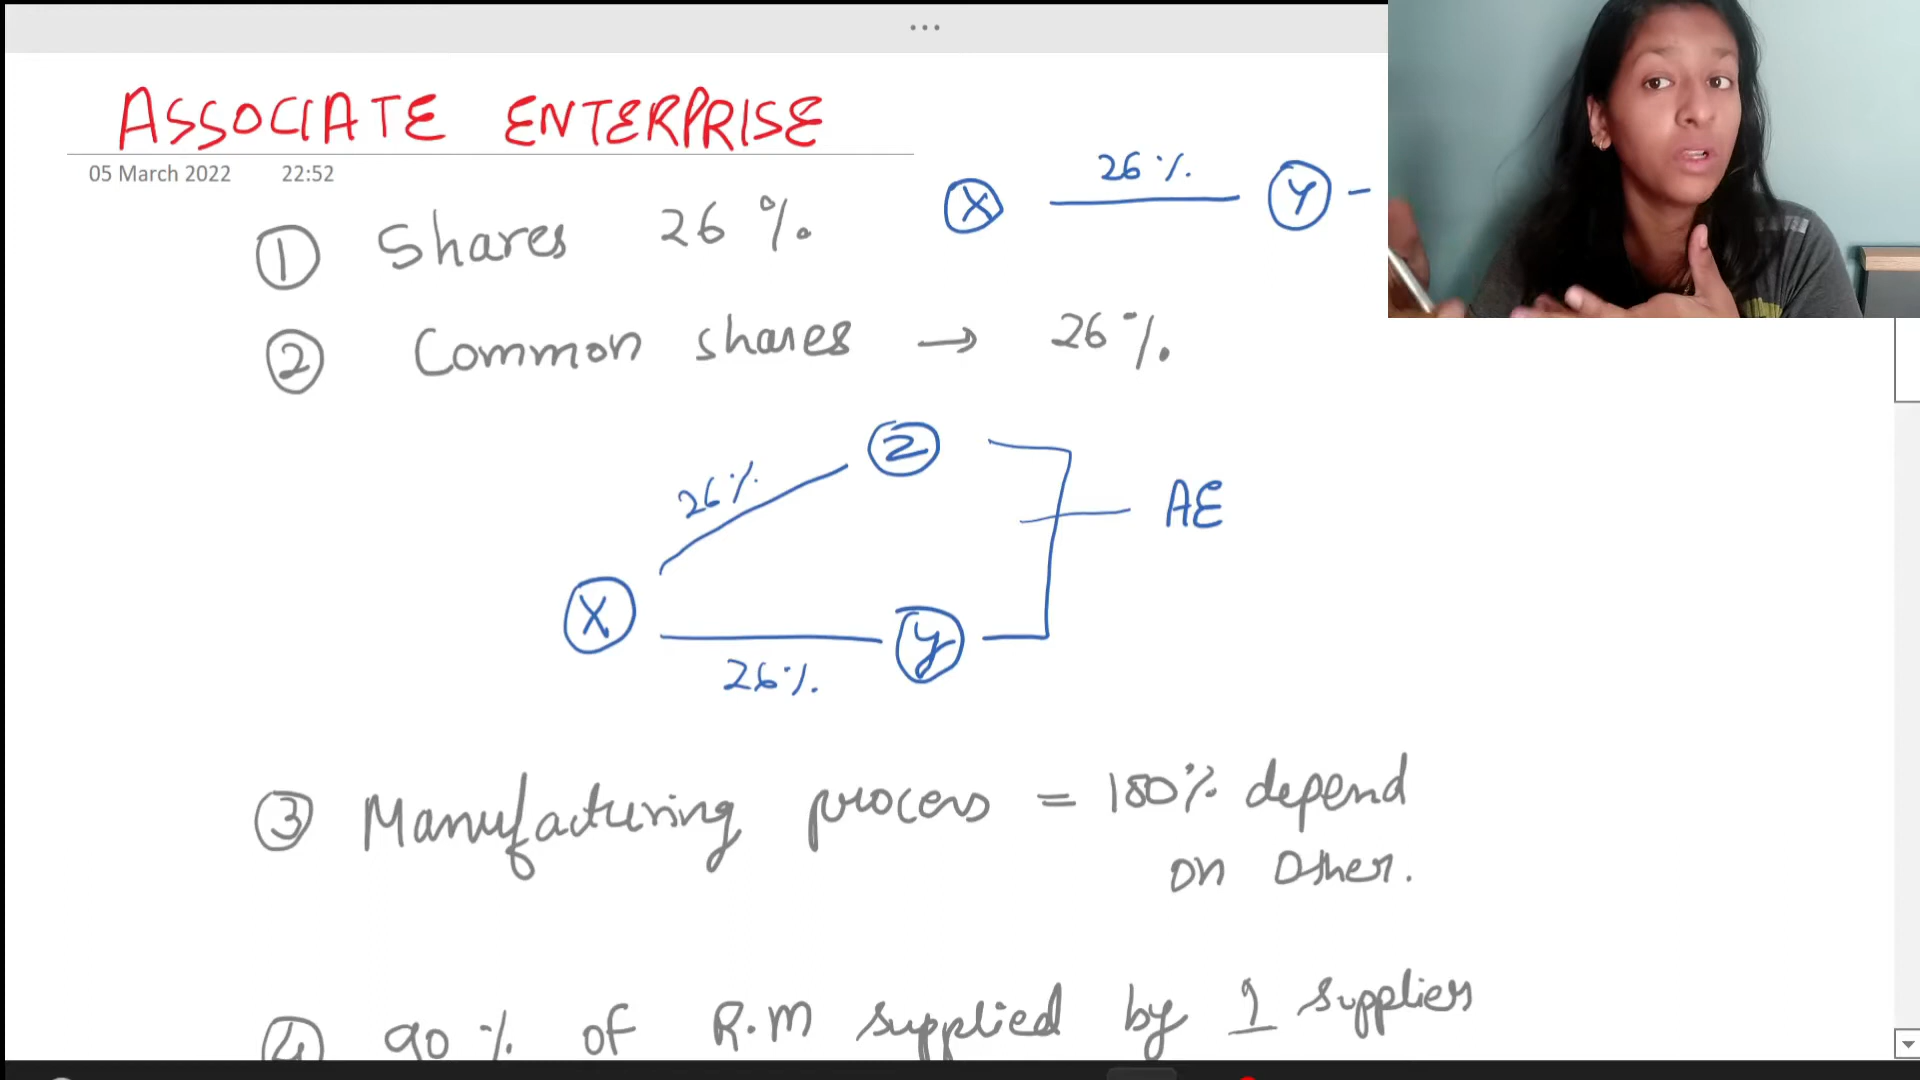 ASSOCIATE ENTERPRISE
05 March 2022 22:52
① Shares 26 %.
X 26 %. Y -
② Common shares → 26 %.
26 %. Z
AE
X
26 %. y
③ Manufacturing process = 100% depend
on Other.
④ 90 % of R.M supplied by 1 suppliers